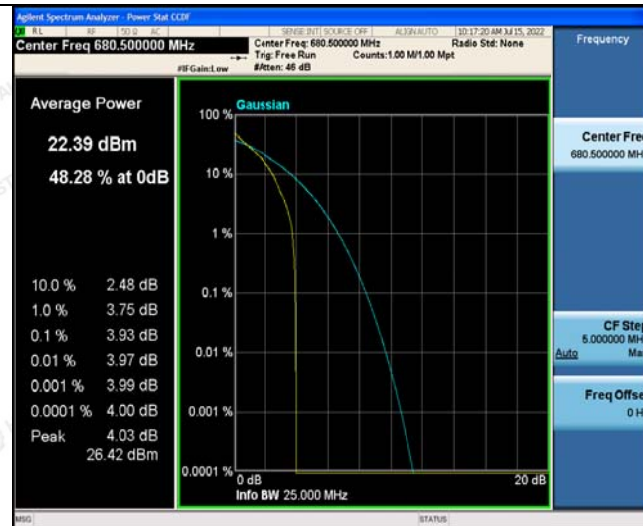 Agilent Spectrum Analyzer - Power Stat CCDF
RL RF 50 Ω AC SENSE:INT SOURCE OFF ALIGN AUTO 10:17:20 AM Jul 15, 2022
Center Freq 680.500000 MHz
Center Freq: 680.500000 MHz Radio Std: None
Trig: Free Run Counts:1.00 M/1.00 Mpt
#IFGain:Low #Atten: 46 dB
Frequency
Average Power
22.39 dBm
48.28 % at 0dB
10.0 % 2.48 dB
1.0 % 3.75 dB
0.1 % 3.93 dB
0.01 % 3.97 dB
0.001 % 3.99 dB
0.0001 % 4.00 dB
Peak 4.03 dB
26.42 dBm
Gaussian
100 %
10 %
1 %
0.1 %
0.01 %
0.001 %
0.0001 %
0 dB 20 dB
Info BW 25.000 MHz
Center Fre
680.500000 MH
CF Ste
5.000000 MH
Auto Ma
Freq Offse
0 H
MSG STATUS